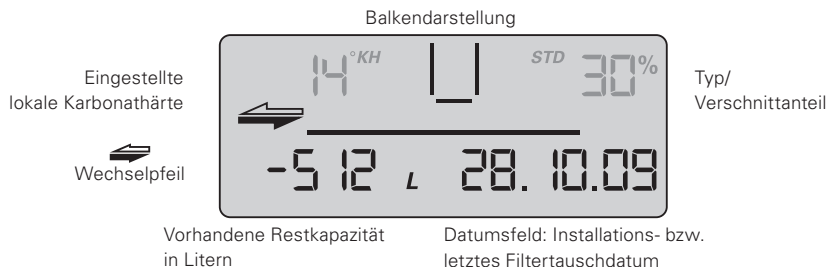 Balkendarstellung
Eingestellte
lokale Karbonathärte
14 °KH
STD 30%
Typ/
Verschnittanteil
Wechselpfeil
-512 L 28.10.09
Vorhandene Restkapazität
in Litern
Datumsfeld: Installations- bzw.
letztes Filtertauschdatum